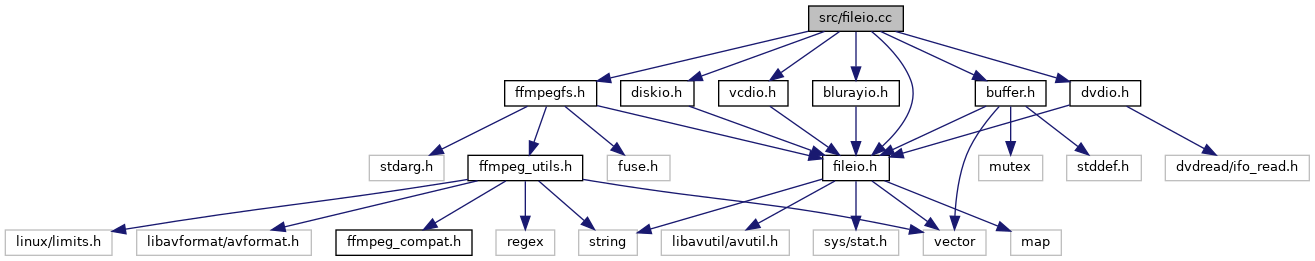 src/fileio.cc
ffmpegfs.h
diskio.h
vcdio.h
blurayio.h
buffer.h
dvdio.h
stdarg.h
ffmpeg_utils.h
fuse.h
fileio.h
mutex
stddef.h
dvdread/ifo_read.h
linux/limits.h
libavformat/avformat.h
ffmpeg_compat.h
regex
string
libavutil/avutil.h
sys/stat.h
vector
map